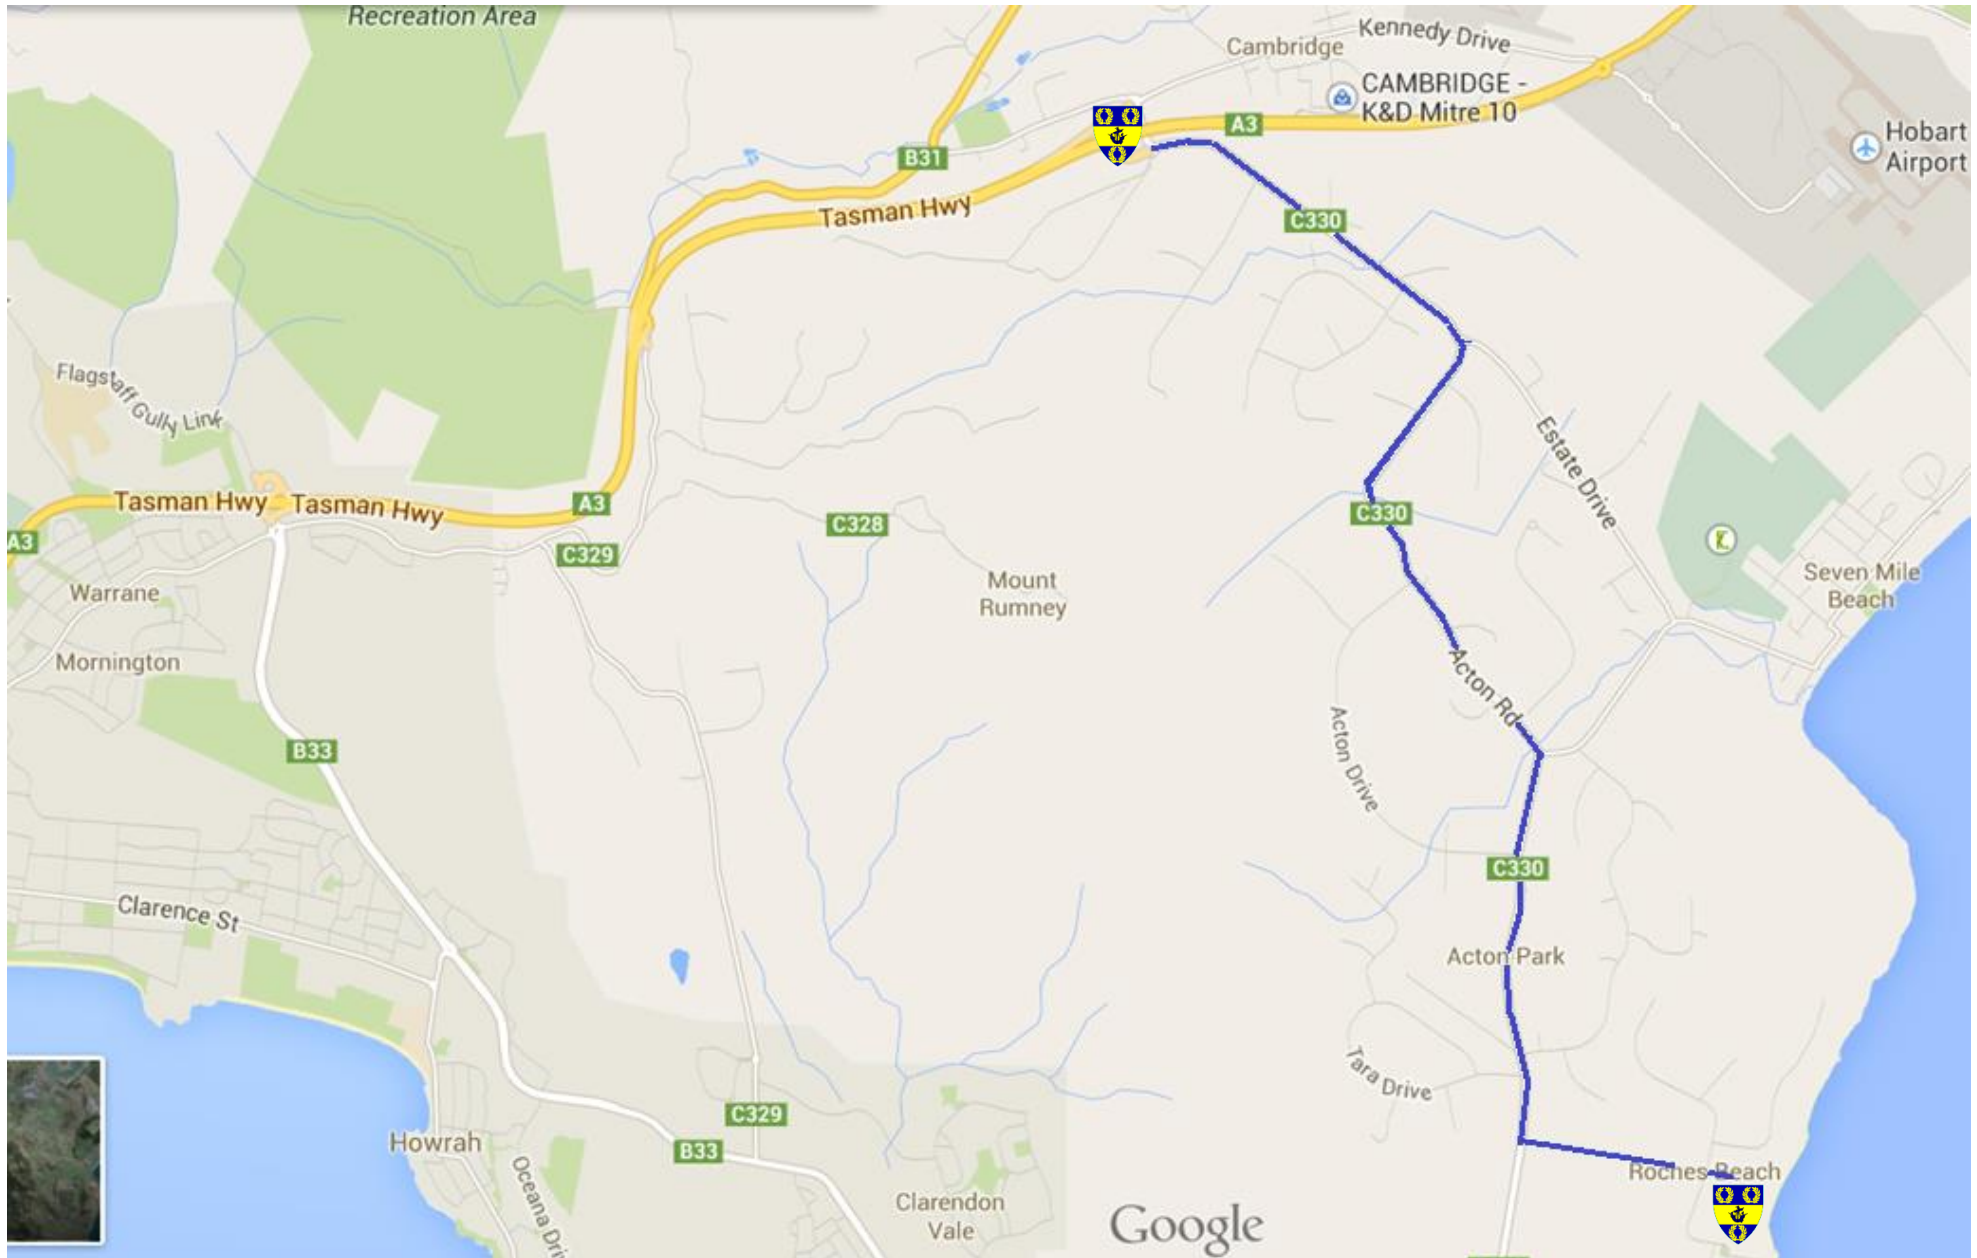 Recreation Area
Kennedy Drive
Cambridge
CAMBRIDGE -
K&D Mitre 10
A3
Hobart
Airport
B31
Tasman Hwy
C330
Flagstaff Gully Link
Estate Drive
Tasman Hwy
Tasman Hwy
A3
A3
C328
C329
C330
Warrane
Mount
Rumney
Seven Mile
Beach
Mornington
Acton Rd
Acton Drive
B33
C330
Clarence St
Acton Park
Tara Drive
Howrah
C329
B33
Oceana Dri
Roches Beach
Clarendon
Vale
Google